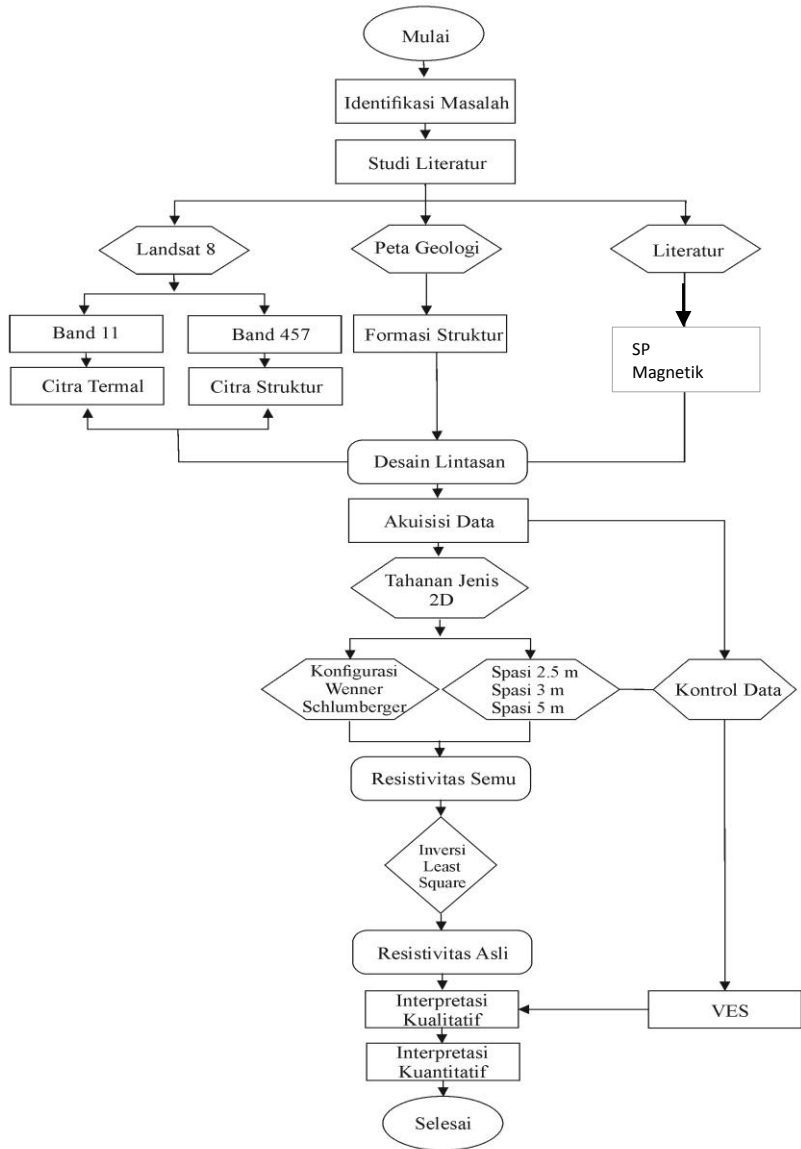 Mulai
Identifikasi Masalah
Studi Literatur
Landsat 8
Peta Geologi
Literatur
Band 11
Band 457
Formasi Struktur
SP
Magnetik
Citra Termal
Citra Struktur
Desain Lintasan
Akuisisi Data
Tahanan Jenis
2D
Konfigurasi
Wenner
Schlumberger
Spasi 2.5 m
Spasi 3 m
Spasi 5 m
Kontrol Data
Resistivitas Semu
Inversi
Least
Square
Resistivitas Asli
Interpretasi
Kualitatif
VES
Interpretasi
Kuantitatif
Selesai